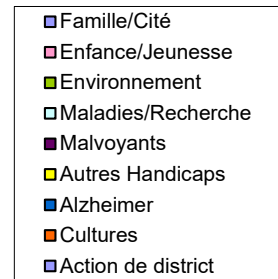 Famille/Cité
Enfance/Jeunesse
Environnement
Maladies/Recherche
Malvoyants
Autres Handicaps
Alzheimer
Cultures
Action de district